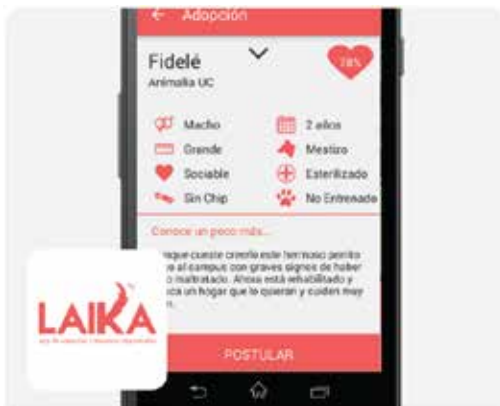 ← Adopción
Fidelé
Animalia UC
78%
Macho
2 años
Grande
Mestizo
Sociable
Esterilizado
Sin Chip
No Entrenado
Conoce un poco más...
que cueste creerlo este hermoso perrito
al campus con graves signos de haber
maltratado. Ahora está rehabilitado y
ca un hogar que lo quieran y cuiden muy
POSTULAR
LAIKA